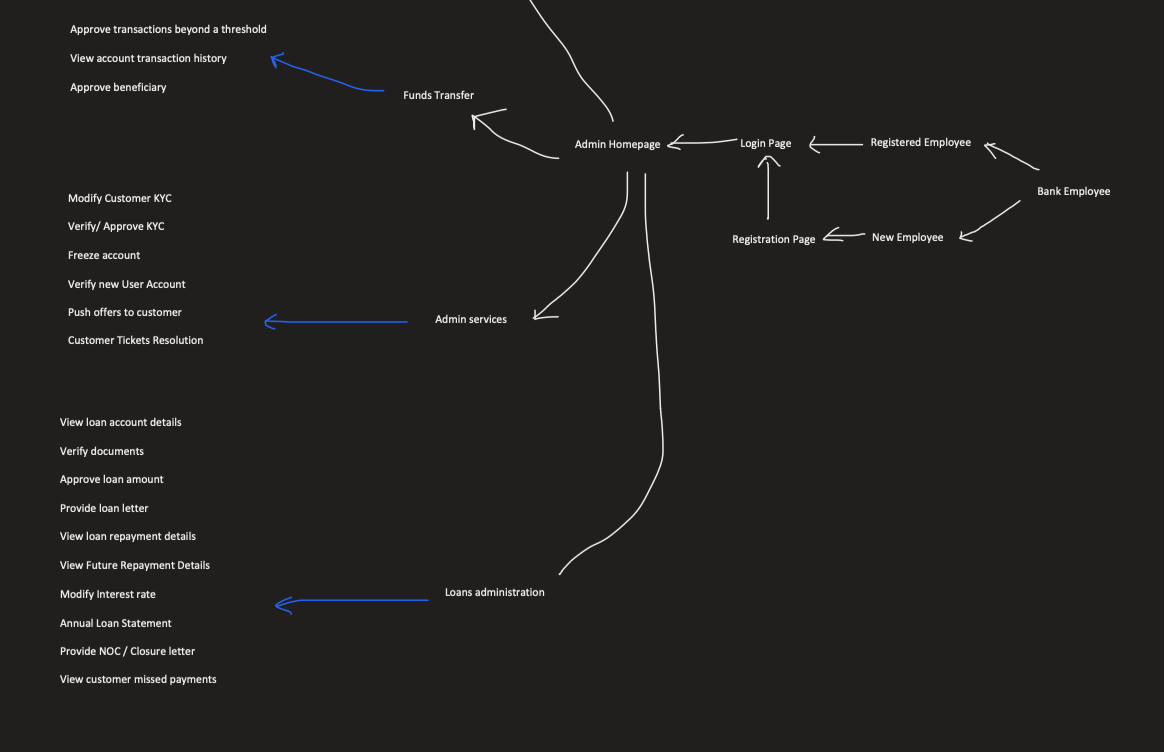 Approve transactions beyond a threshold
View account transaction history
Approve beneficiary
Funds Transfer
Admin Homepage
Login Page
Registered Employee
Bank Employee
Registration Page
New Employee
Modify Customer KYC
Verify/ Approve KYC
Freeze account
Verify new User Account
Push offers to customer
Customer Tickets Resolution
Admin services
View loan account details
Verify documents
Approve loan amount
Provide loan letter
View loan repayment details
View Future Repayment Details
Modify Interest rate
Annual Loan Statement
Provide NOC / Closure letter
View customer missed payments
Loans administration